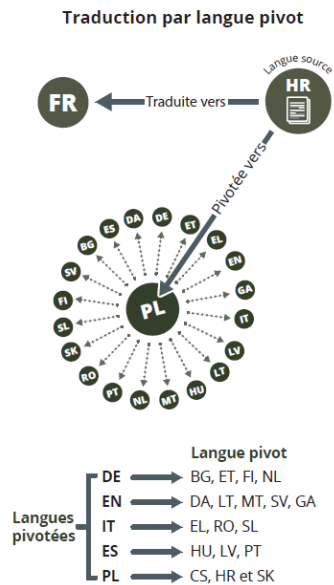 Traduction par langue pivot
Langue source
HR
FR
Traduite vers
Pivotée vers
PL
DE
ET
EL
EN
GA
IT
LV
LT
HU
MT
NL
PT
RO
SK
SL
FI
SV
BG
ES
DA
Langue pivot
Langues pivotées
DE BG, ET, FI, NL
EN DA, LT, MT, SV, GA
IT EL, RO, SL
ES HU, LV, PT
PL CS, HR et SK